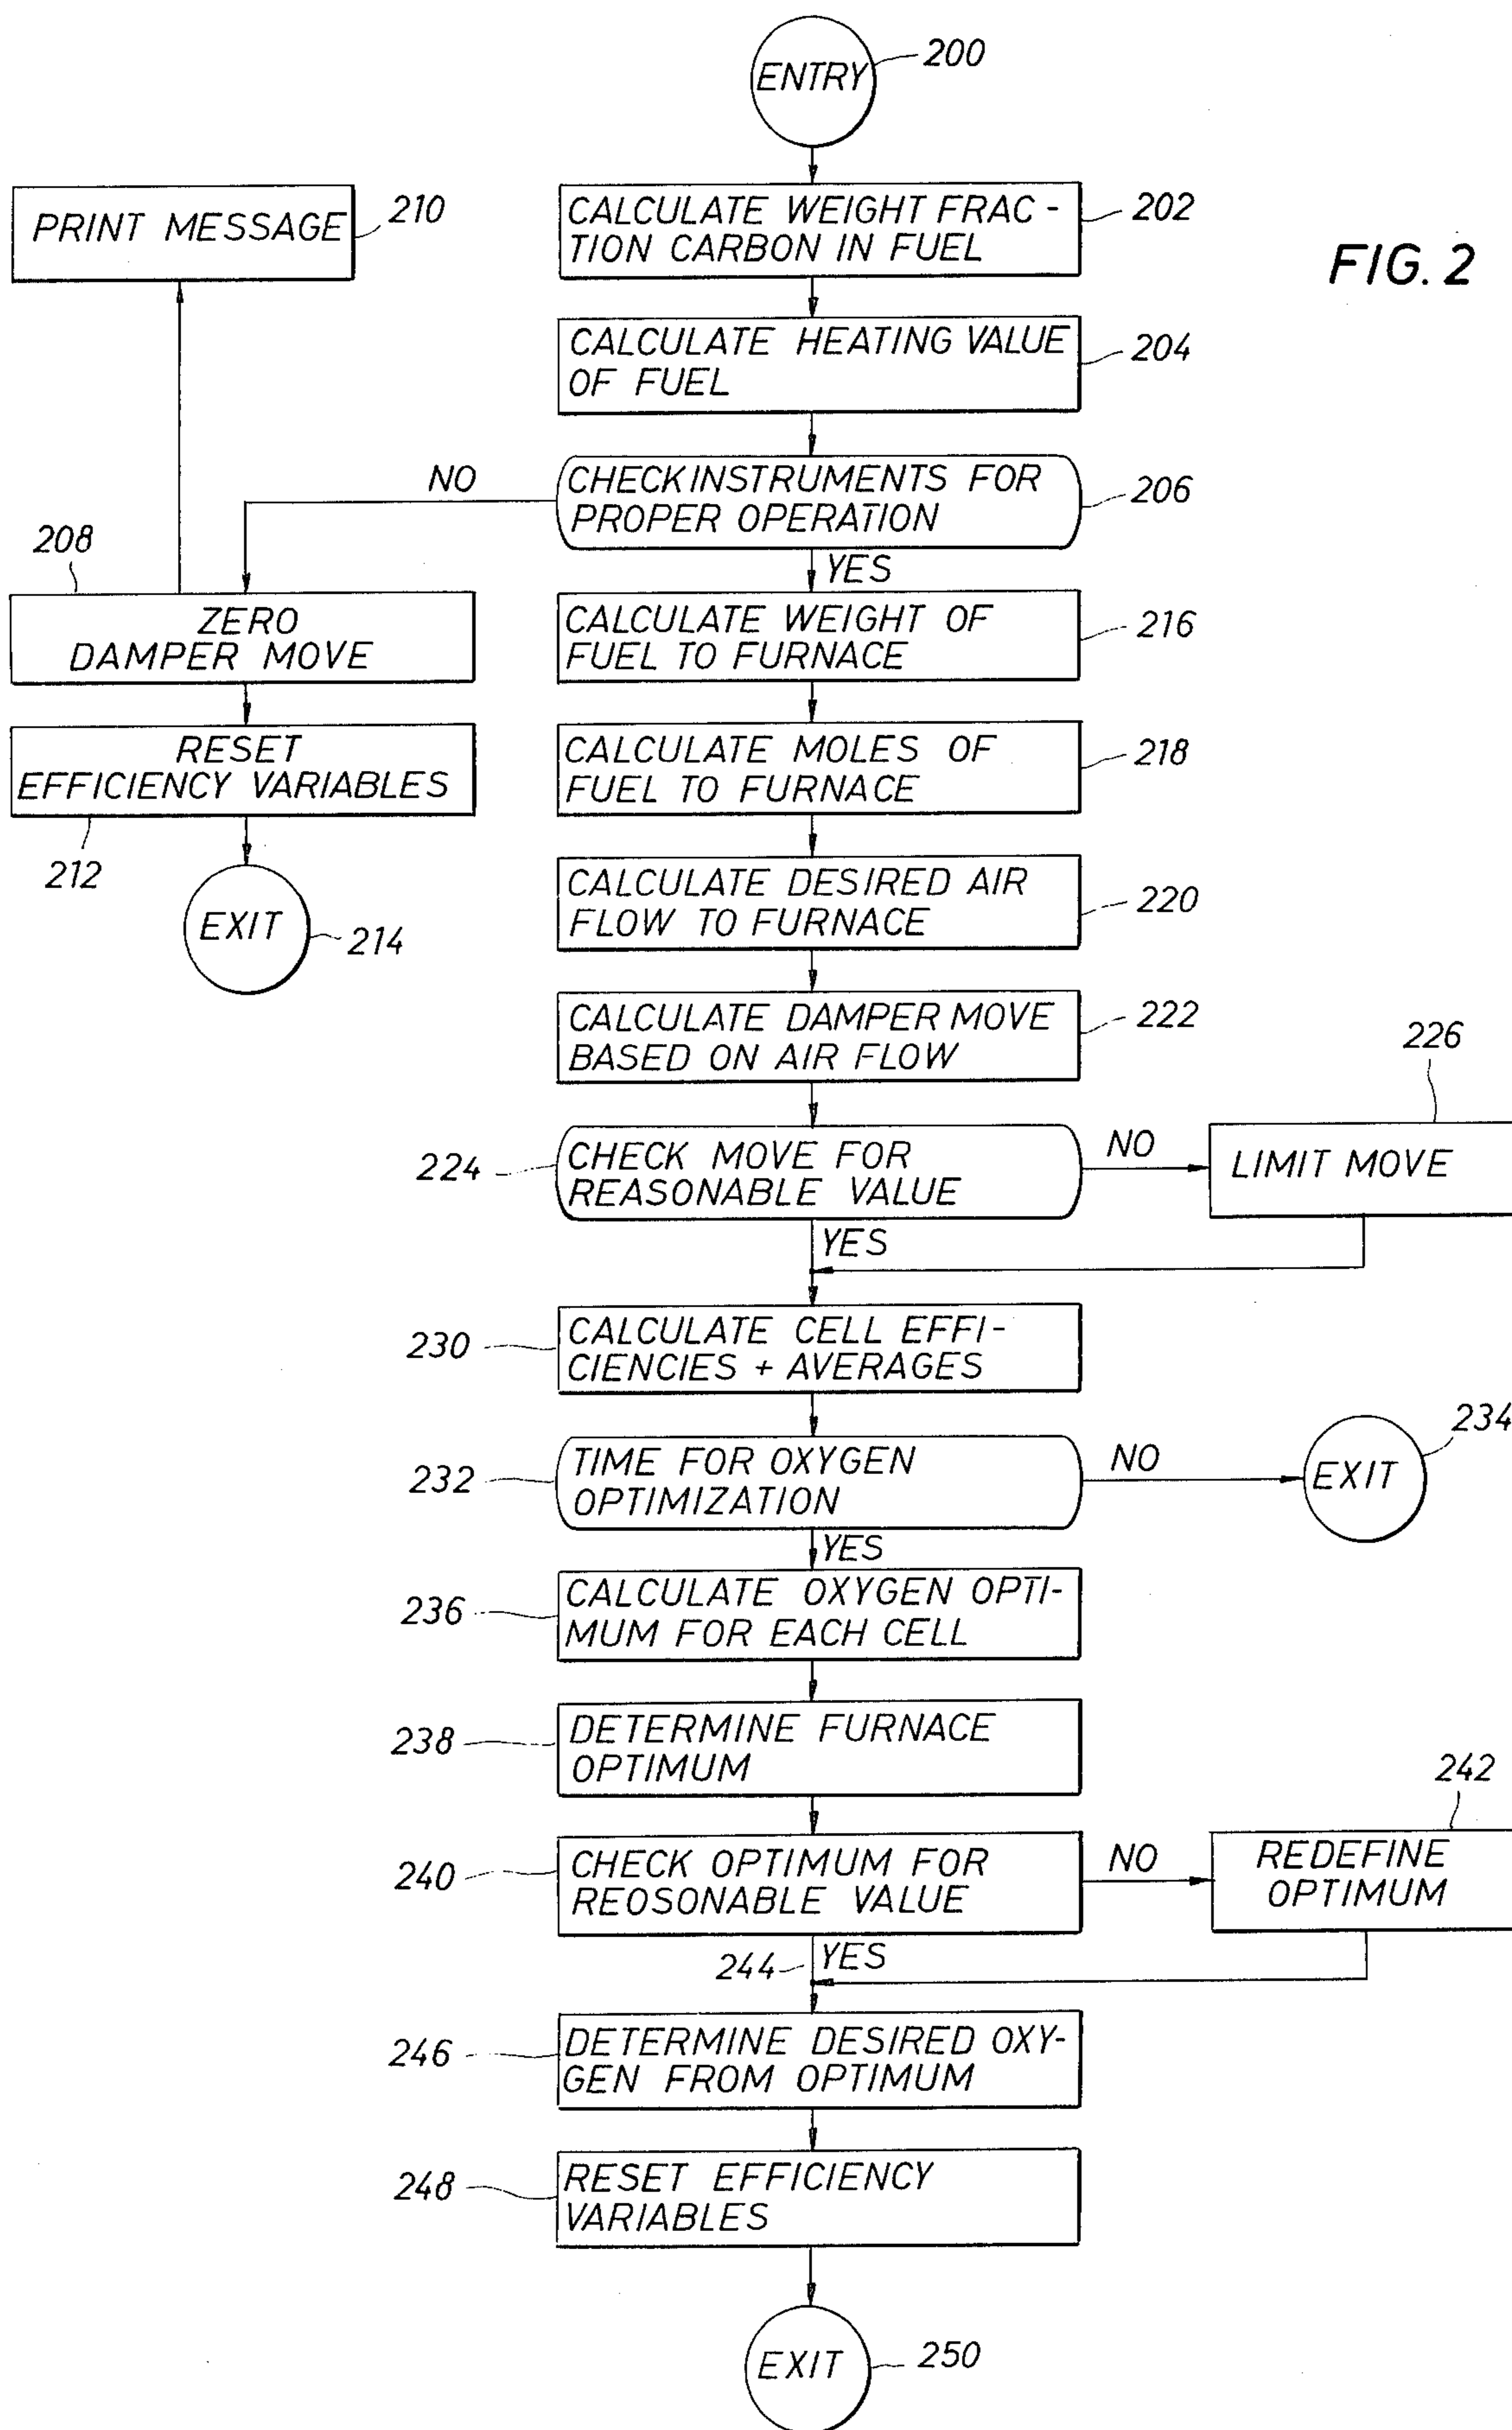 ENTRY
200
CALCULATE WEIGHT FRAC-
TION CARBON IN FUEL
202
PRINT MESSAGE
210
FIG. 2
CALCULATE HEATING VALUE
OF FUEL
204
NO
CHECK INSTRUMENTS FOR
PROPER OPERATION
206
YES
208
ZERO
DAMPER MOVE
CALCULATE WEIGHT OF
FUEL TO FURNACE
216
RESET
EFFICIENCY VARIABLES
212
CALCULATE MOLES OF
FUEL TO FURNACE
218
EXIT
214
CALCULATE DESIRED AIR
FLOW TO FURNACE
220
CALCULATE DAMPER MOVE
BASED ON AIR FLOW
222
224
CHECK MOVE FOR
REASONABLE VALUE
NO
226
LIMIT MOVE
YES
230
CALCULATE CELL EFFI-
CIENCIES + AVERAGES
232
TIME FOR OXYGEN
OPTIMIZATION
NO
EXIT
234
YES
236
CALCULATE OXYGEN OPTI-
MUM FOR EACH CELL
238
DETERMINE FURNACE
OPTIMUM
240
CHECK OPTIMUM FOR
REOSONABLE VALUE
NO
242
REDEFINE
OPTIMUM
244
YES
246
DETERMINE DESIRED OXY-
GEN FROM OPTIMUM
248
RESET EFFICIENCY
VARIABLES
EXIT
250